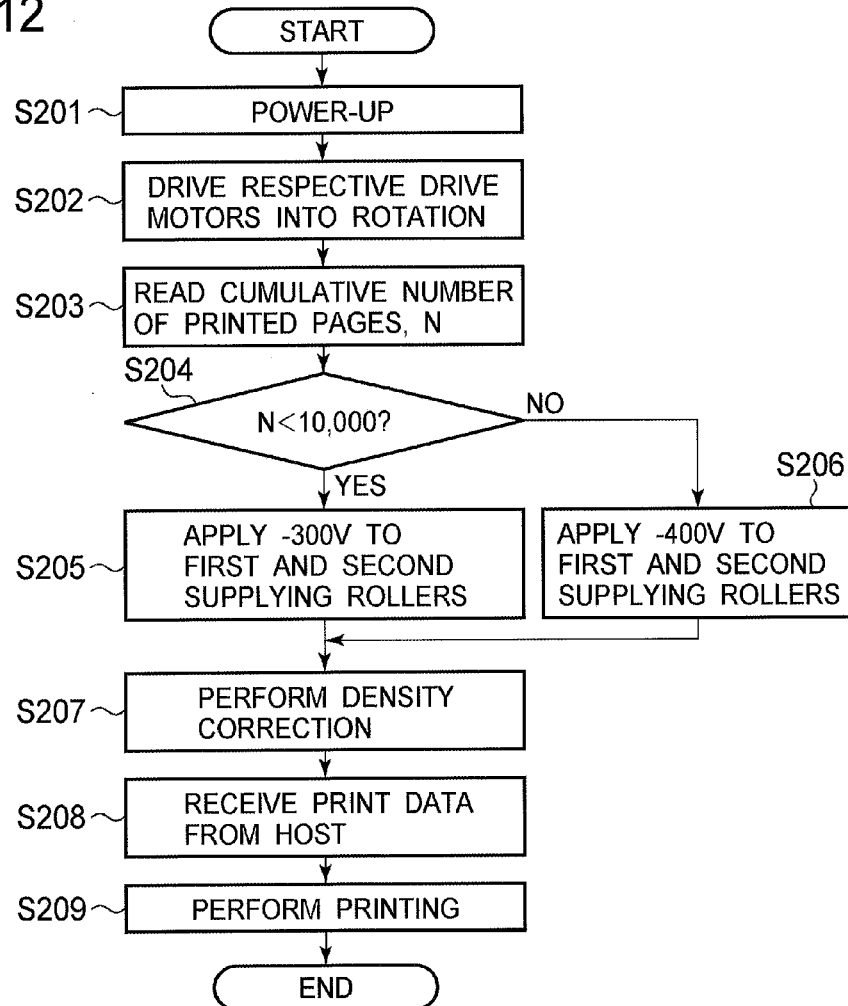 12
START
S201
POWER-UP
S202
DRIVE RESPECTIVE DRIVE
MOTORS INTO ROTATION
S203
READ CUMULATIVE NUMBER
OF PRINTED PAGES, N
S204
N<10,000?
NO
YES
S205
APPLY -300V TO
FIRST AND SECOND
SUPPLYING ROLLERS
S206
APPLY -400V TO
FIRST AND SECOND
SUPPLYING ROLLERS
S207
PERFORM DENSITY
CORRECTION
S208
RECEIVE PRINT DATA
FROM HOST
S209
PERFORM PRINTING
END